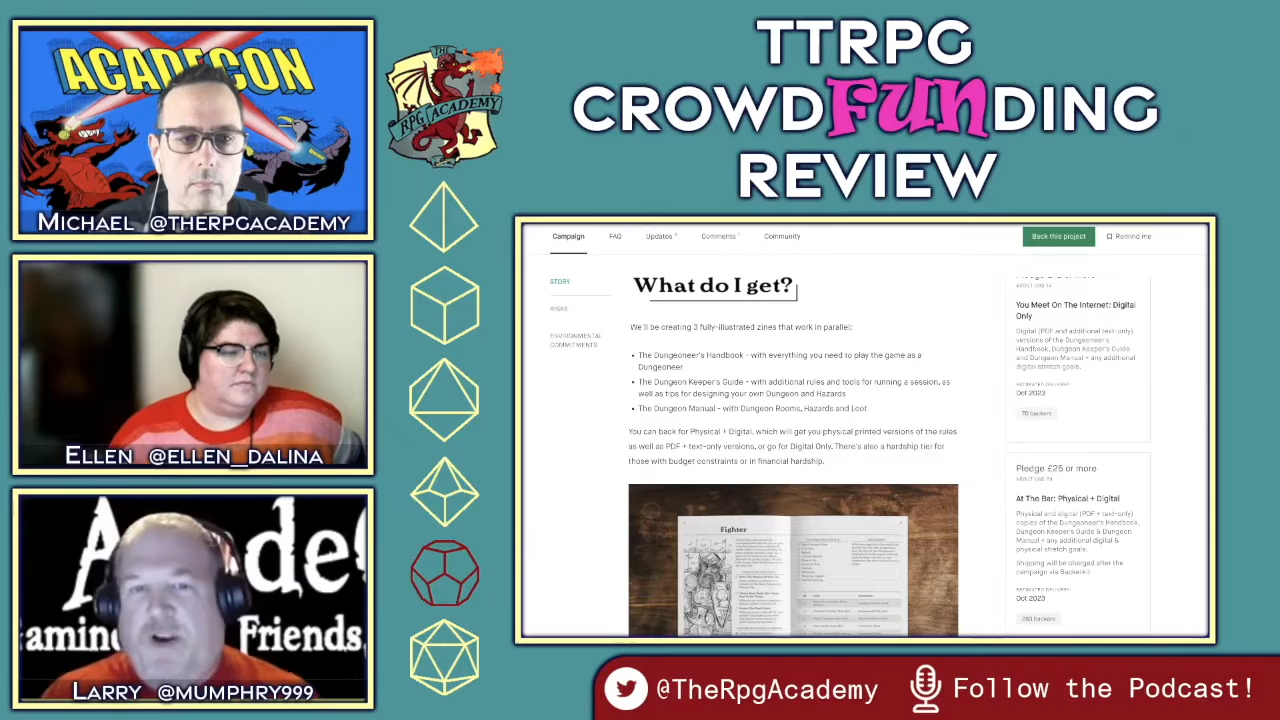 ACADECON
MICHAEL @THERPGACADEMY
ELLEN @ELLEN_DALINA
Friends,
LARRY @MUMPHRY999
THE
RPG ACADEMY
TTRPG
CROWDFUNDING
REVIEW
Campaign FAQ Updates Comments Community Back this project Remind me
STORY
RISKS
ENVIRONMENTAL
COMMITMENTS
What do I get?
We'll be creating 3 fully-illustrated zines that work in parallel:
• The Dungeoneer's Handbook - with everything you need to play the game as a
Dungeoneer
• The Dungeon Keeper's Guide - with additional rules and tools for running a session, as
well as tips for designing your own Dungeon and Hazards
• The Dungeon Manual - with Dungeon Rooms, Hazards and Loot
You can back for Physical + Digital, which will get you physical printed versions of the rules
as well as PDF + text-only versions, or go for Digital Only. There's also a hardship tier for
those with budget constraints or in financial hardship.
Fighter
You Meet On The Internet: Digital
Only
Digital (PDF and additional text-only)
versions of the Dungeoneer's
Handbook, Dungeon Keeper's Guide
and Dungeon Manual + any additional
digital stretch goals.
ESTIMATED DELIVERY
Oct 2023
70 backers
Pledge £25 or more
At The Bar: Physical + Digital
Physical and digital (PDF + text-only)
copies of the Dungeoneer's Handbook,
Dungeon Keeper's Guide & Dungeon
Manual + any additional digital &
physical stretch goals.
Shipping will be charged after the
campaign via BackerKit
ESTIMATED DELIVERY
Oct 2023
@TheRpgAcademy
Follow the Podcast!